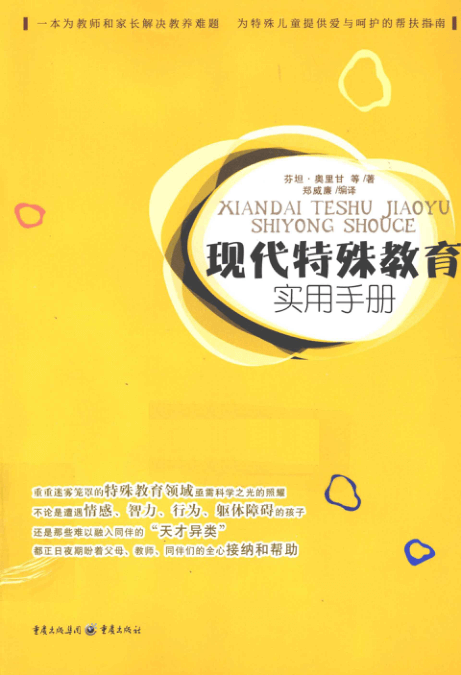 一本为教师和家长解决教养难题 为特殊儿童提供爱与呵护的帮扶指南
芬坦·奥里甘 等/著
郑威廉/编译
XIANDAI TESHU JIAOYU
SHIYONG SHOUCE
现代特殊教育
实用手册
重重迷雾笼罩的特殊教育领域亟需科学之光的照耀
不论是遭遇情感、智力、行为、躯体障碍的孩子
还是那些难以融入同伴的“天才异类”
都正日夜期盼着父母、教师、同伴们的全心接纳和帮助
重庆出版集团 重庆出版社